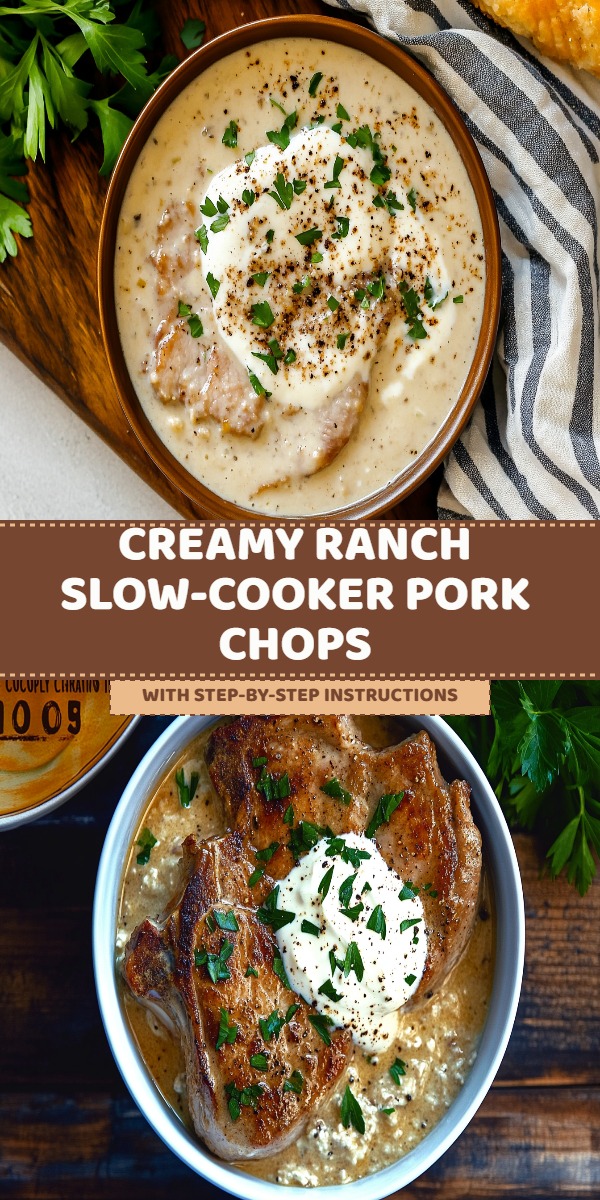 CREAMY RANCH
SLOW-COOKER PORK
CHOPS
WITH STEP-BY-STEP INSTRUCTIONS